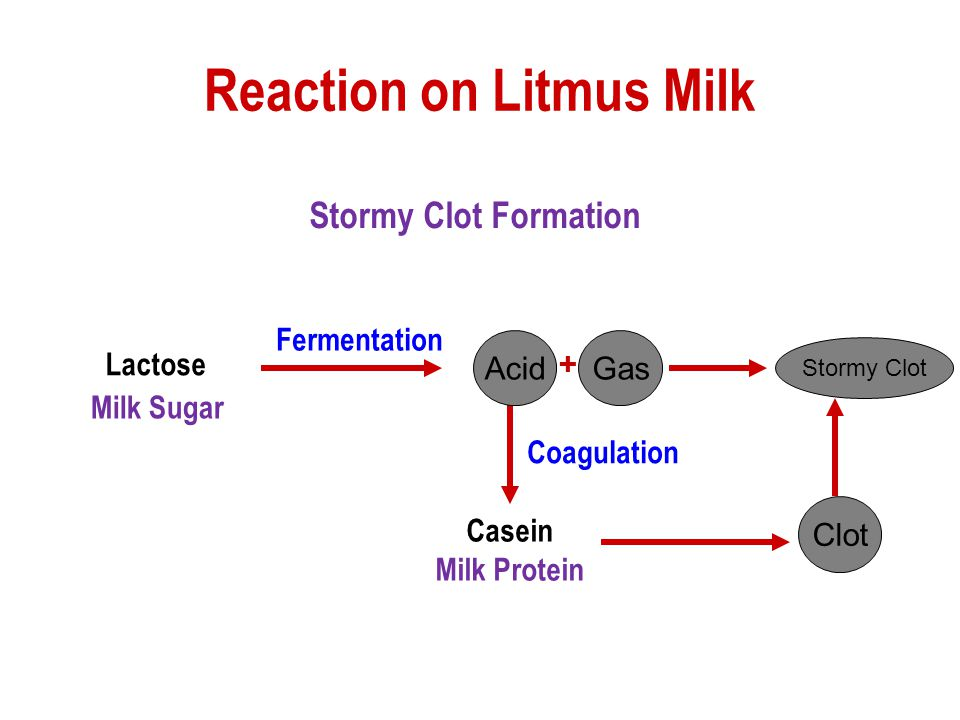 Reaction on Litmus Milk
Stormy Clot Formation
Fermentation
Lactose
Milk Sugar
Acid
+
Gas
Stormy Clot
Coagulation
Casein
Milk Protein
Clot